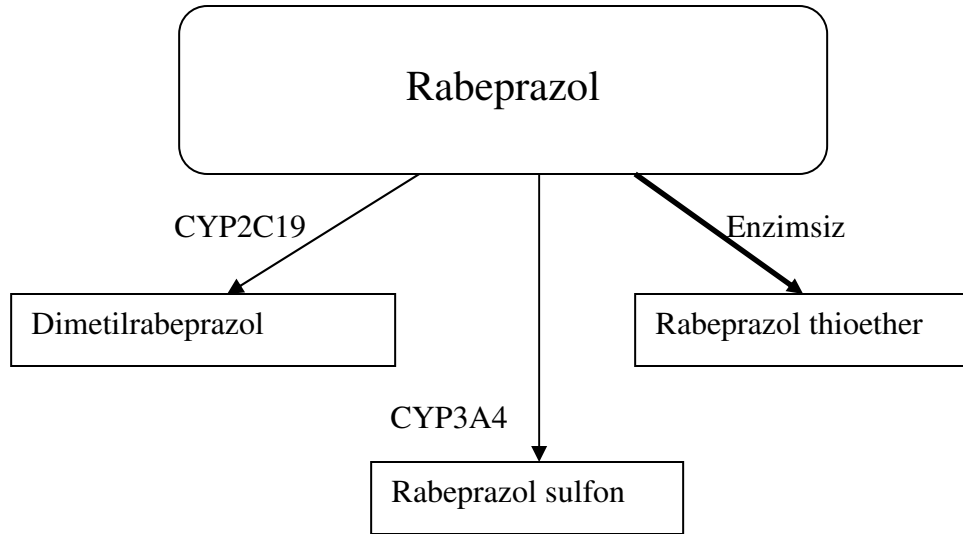 Rabeprazol
CYP2C19
Enzimsiz
Dimetilrabeprazol
Rabeprazol thioether
CYP3A4
Rabeprazol sulfon